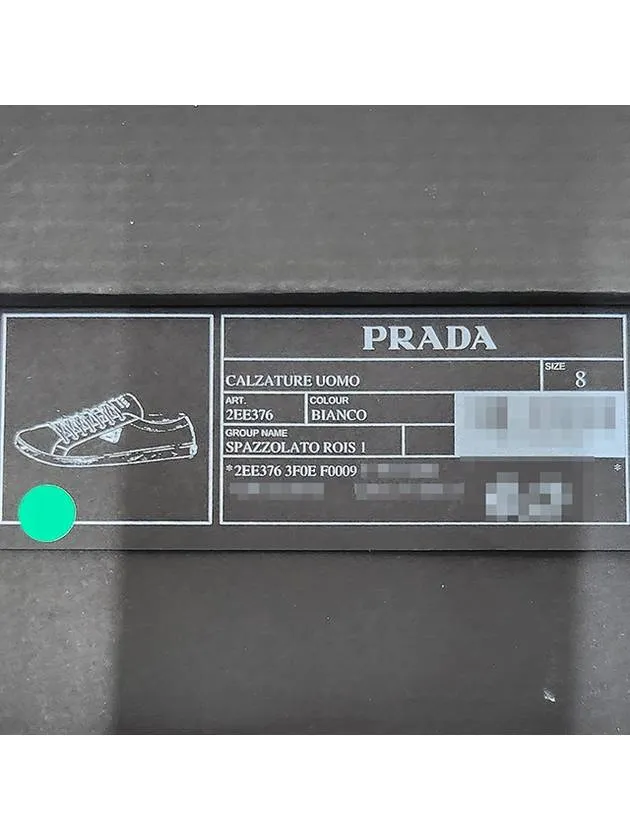 PRADA
CALZATURE UOMO
SIZE
8
ART.
2EE376
COLOUR
BIANCO
GROUP NAME
SPAZZOLATO ROIS 1
*2EE376 3F0E F0009 *